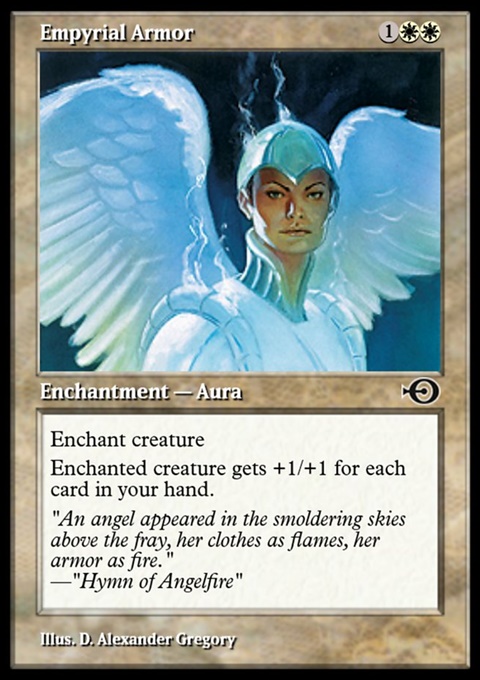 Empyrial Armor 1
Enchantment — Aura
Enchant creature
Enchanted creature gets +1/+1 for each
card in your hand.
"An angel appeared in the smoldering skies
above the fray, her clothes as flames, her
armor as fire."
—"Hymn of Angelfire"
Illus. D. Alexander Gregory